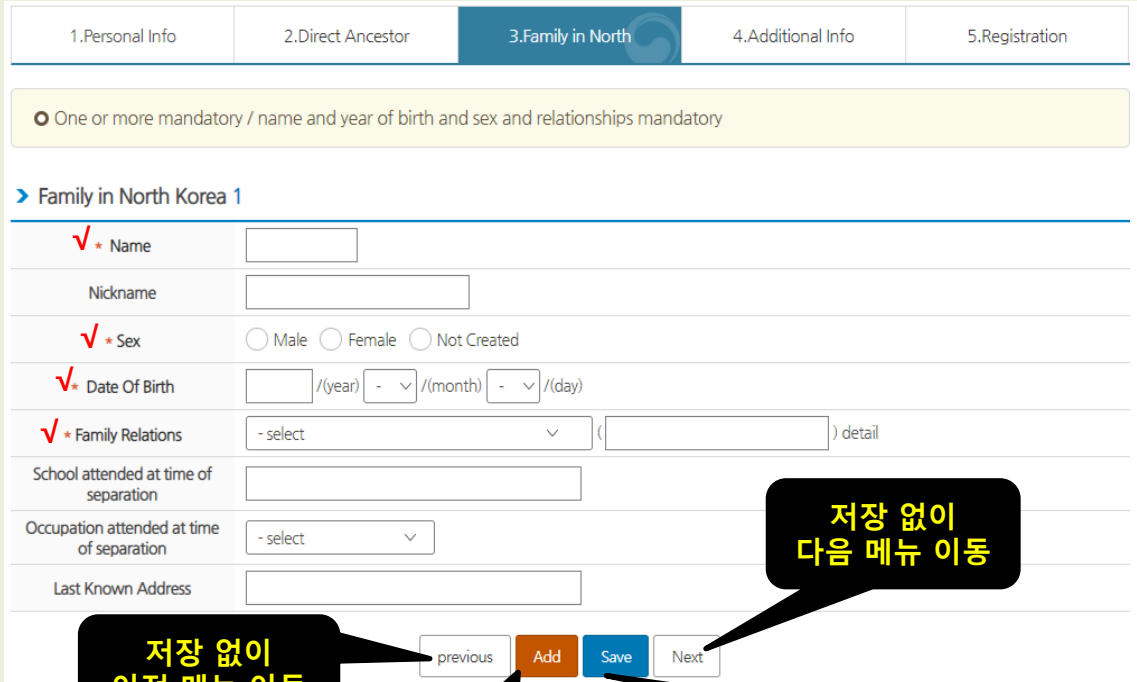 1.Personal Info 2.Direct Ancestor 3.Family in North 4.Additional Info 5.Registration
One or more mandatory / name and year of birth and sex and relationships mandatory
Family in North Korea 1
√ * Name
Nickname
√ * Sex Male Female Not Created
√ * Date Of Birth /(year) - /(month) - /(day)
√ * Family Relations - select ( ) detail
School attended at time of
separation
Occupation attended at time
of separation
- select
Last Known Address
저장 없이
다음 메뉴 이동
저장 없이
previous Add Save Next